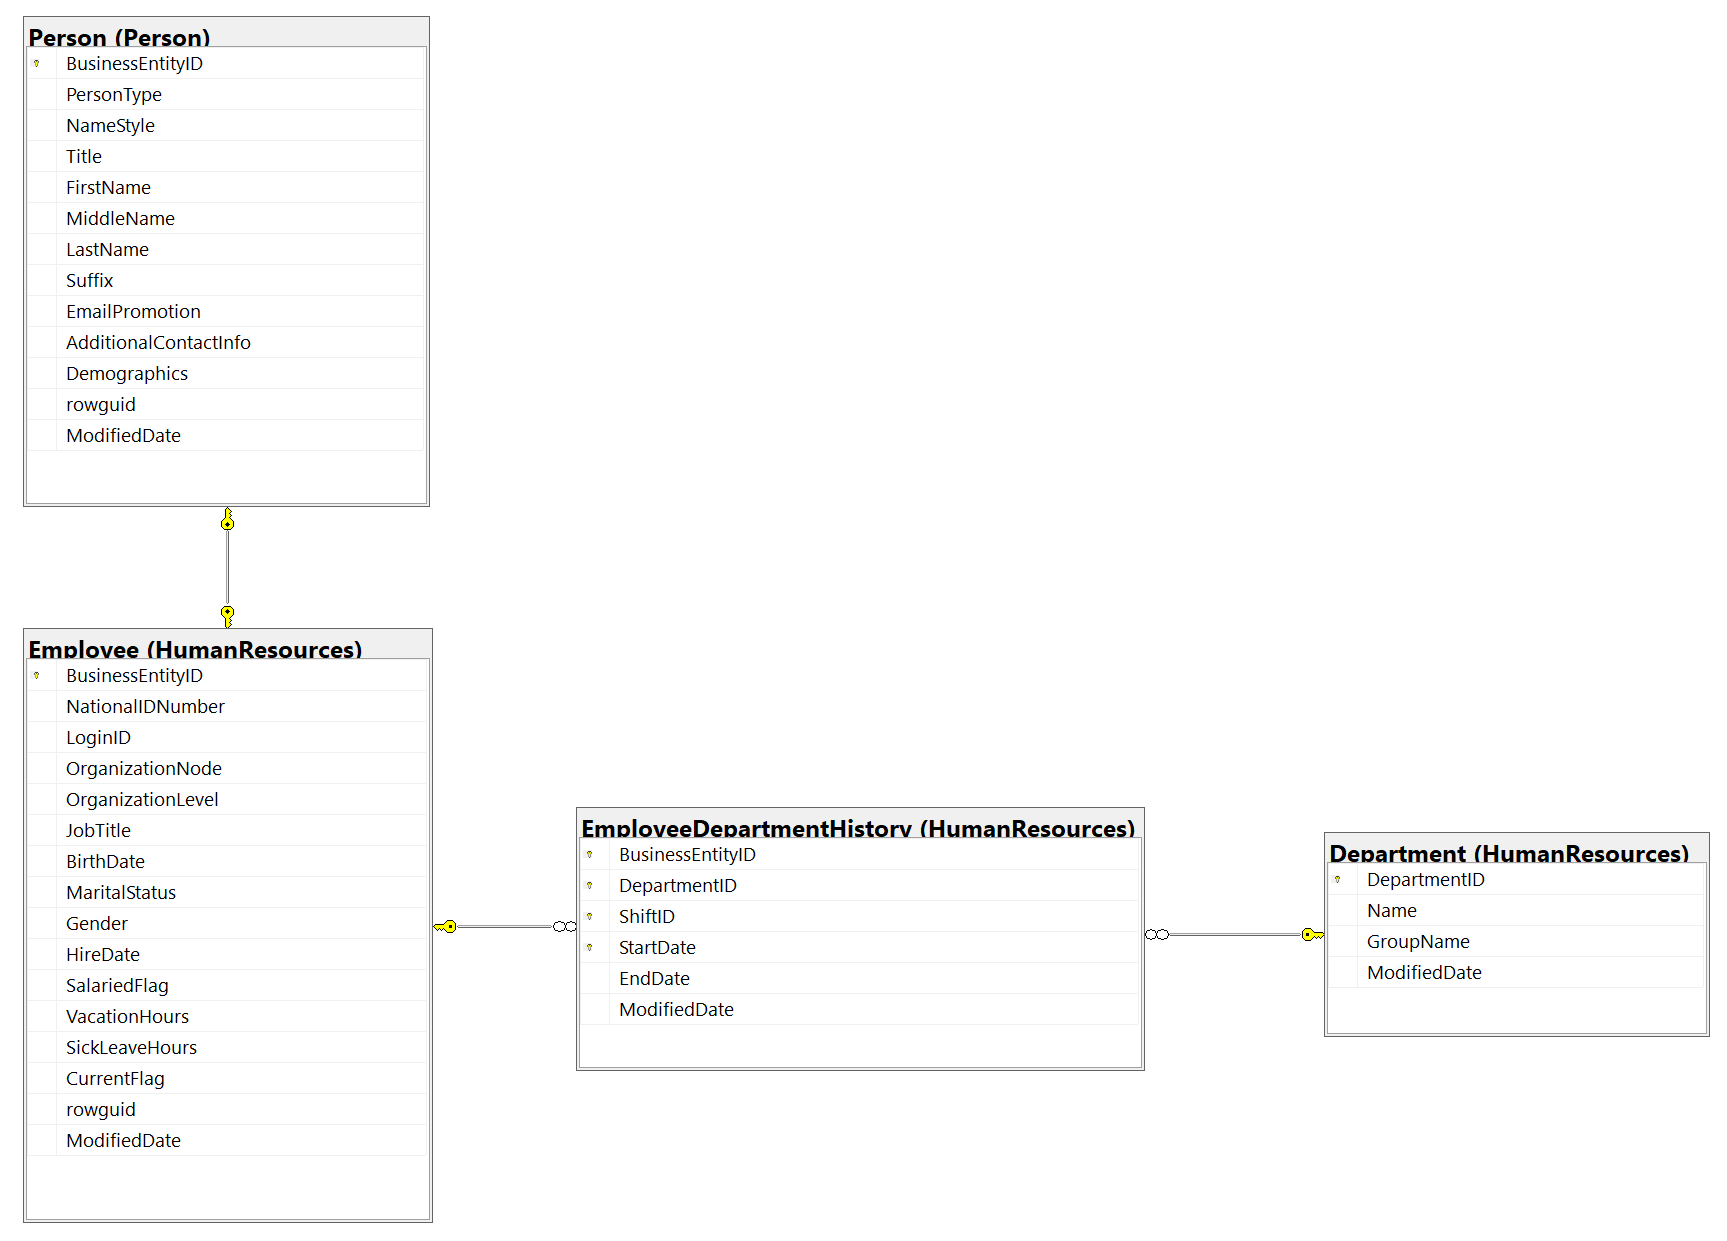 Person (Person)
BusinessEntityID
PersonType
NameStyle
Title
FirstName
MiddleName
LastName
Suffix
EmailPromotion
AdditionalContactInfo
Demographics
rowguid
ModifiedDate
Employee (HumanResources)
BusinessEntityID
NationalIDNumber
LoginID
OrganizationNode
OrganizationLevel
JobTitle
BirthDate
MaritalStatus
Gender
HireDate
SalariedFlag
VacationHours
SickLeaveHours
CurrentFlag
rowguid
ModifiedDate
EmployeeDepartmentHistory (HumanResources)
BusinessEntityID
DepartmentID
ShiftID
StartDate
EndDate
ModifiedDate
Department (HumanResources)
DepartmentID
Name
GroupName
ModifiedDate